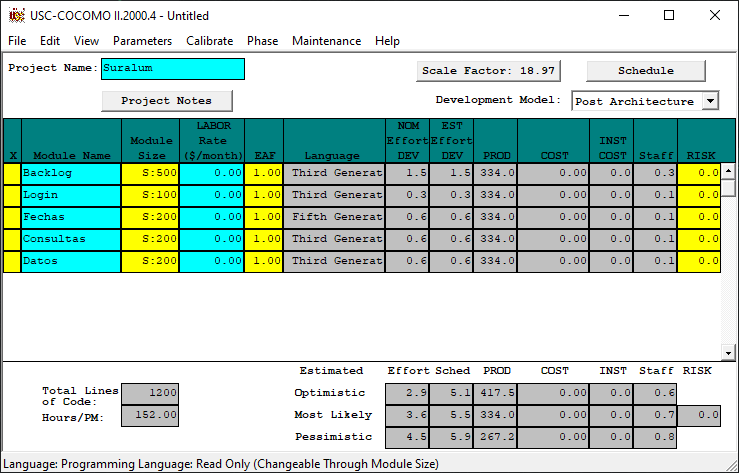 USC-COCOMO II.2000.4 - Untitled
File Edit View Parameters Calibrate Phase Maintenance Help
Project Name: Suralum Scale Factor: 18.97 Schedule
Project Notes Development Model: Post Architecture
LABOR NOM EST
Module Rate Effort Effort INST
X Module Name Size ($/month) EAF Language DEV DEV PROD COST COST Staff RISK
Backlog S:500 0.00 1.00 Third Generat 1.5 1.5 334.0 0.00 0.0 0.3 0.0
Login S:100 0.00 1.00 Third Generat 0.3 0.3 334.0 0.00 0.0 0.1 0.0
Fechas S:200 0.00 1.00 Fifth Generat 0.6 0.6 334.0 0.00 0.0 0.1 0.0
Consultas S:200 0.00 1.00 Third Generat 0.6 0.6 334.0 0.00 0.0 0.1 0.0
Datos S:200 0.00 1.00 Third Generat 0.6 0.6 334.0 0.00 0.0 0.1 0.0
Estimated Effort Sched PROD COST INST Staff RISK
Total Lines of Code: 1200 Optimistic 2.9 5.1 417.5 0.00 0.0 0.6
Hours/PM: 152.00 Most Likely 3.6 5.5 334.0 0.00 0.0 0.7 0.0
Pessimistic 4.5 5.9 267.2 0.00 0.0 0.8
Language: Programming Language: Read Only (Changeable Through Module Size)